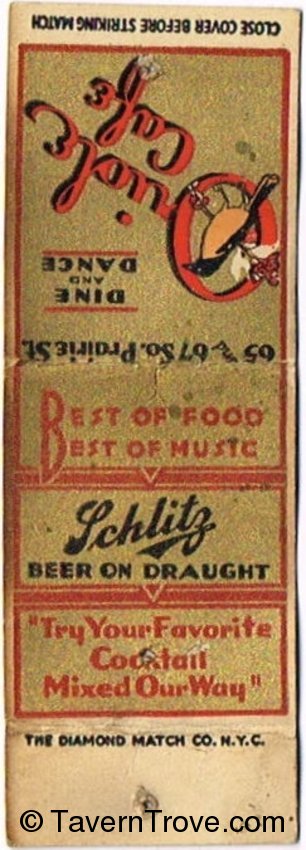 CLOSE COVER BEFORE STRIKING MATCH
Oriole
Cafe
DINE
AND
DANCE
65-67 So. Prairie St.
BEST OF FOOD
BEST OF MUSIC
Schlitz
BEER ON DRAUGHT
"Try Your Favorite
Cocktail
Mixed Our Way"
THE DIAMOND MATCH CO. N.Y.C.
© TavernTrove.com